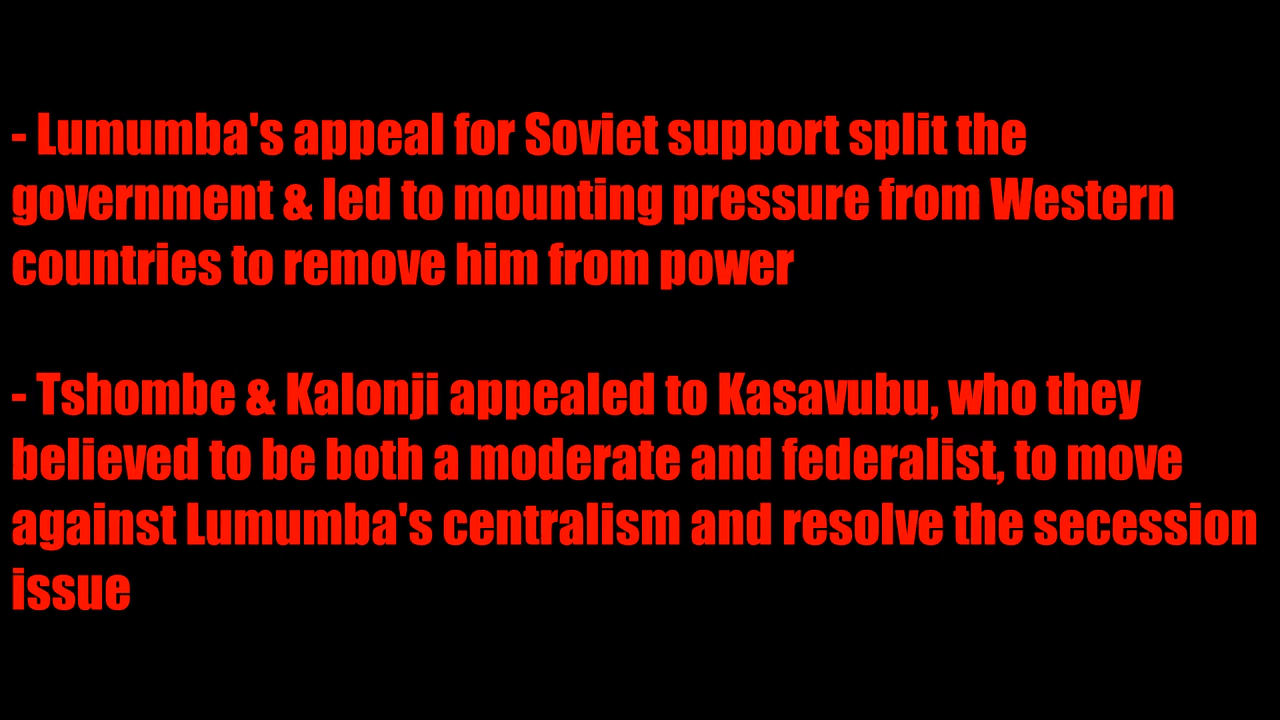 - Lumumba's appeal for Soviet support split the
government & led to mounting pressure from Western
countries to remove him from power
- Tshombe & Kalonji appealed to Kasavubu, who they
believed to be both a moderate and federalist, to move
against Lumumba's centralism and resolve the secession
issue